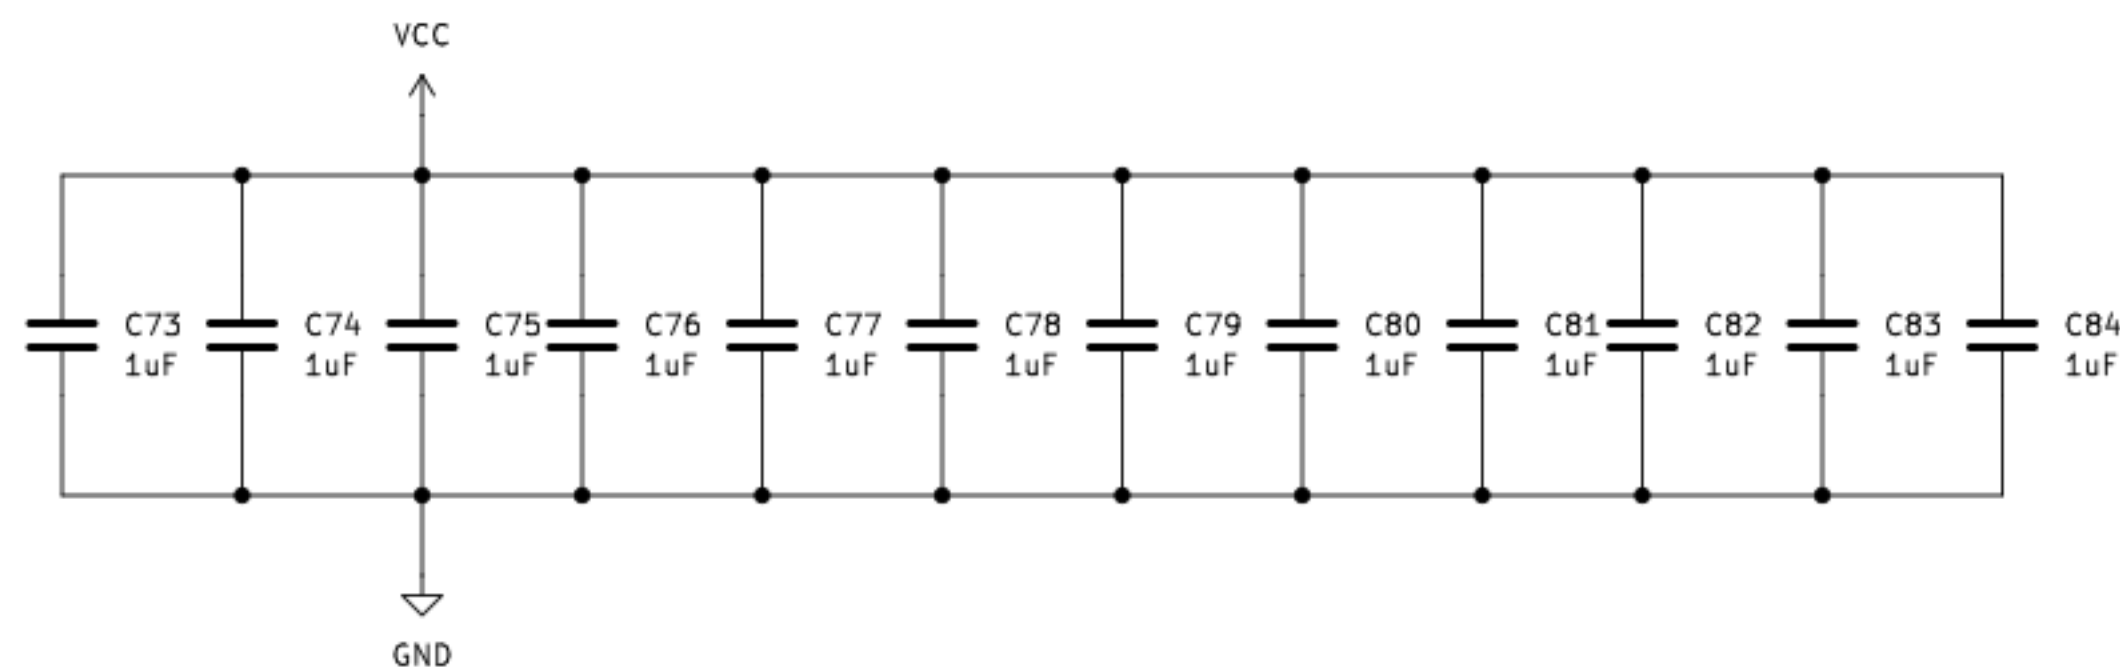 VCC
C73 C74 C75 C76 C77 C78 C79 C80 C81 C82 C83 C84
1uF 1uF 1uF 1uF 1uF 1uF 1uF 1uF 1uF 1uF 1uF 1uF
GND